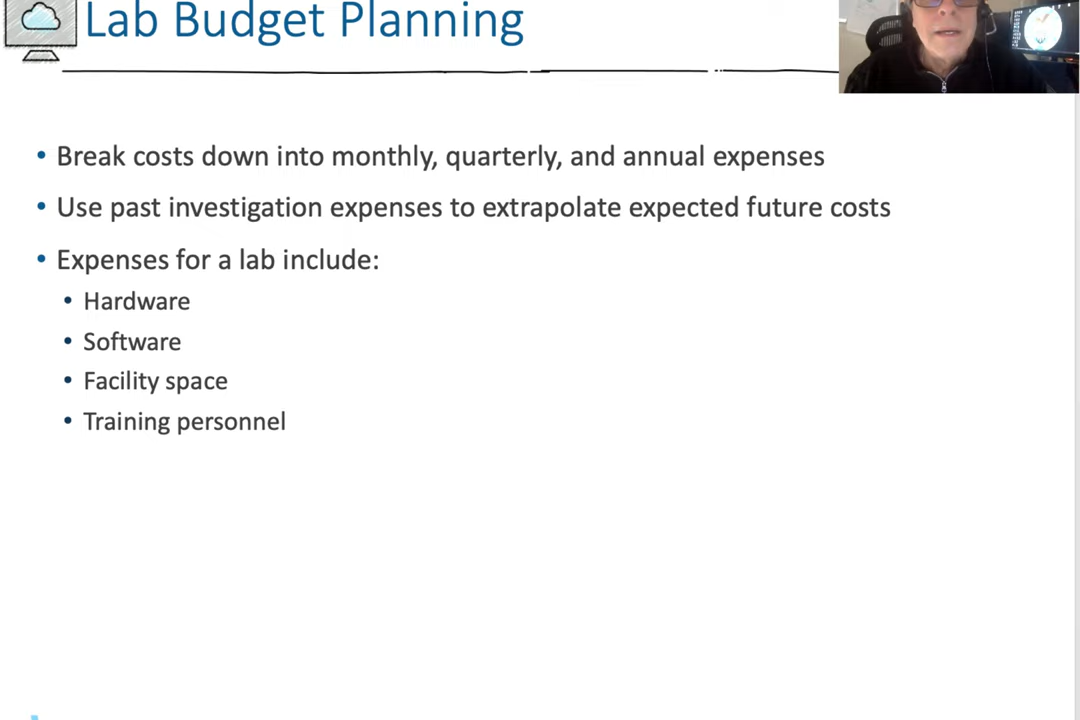 Lab Budget Planning
• Break costs down into monthly, quarterly, and annual expenses
• Use past investigation expenses to extrapolate expected future costs
• Expenses for a lab include:
• Hardware
• Software
• Facility space
• Training personnel